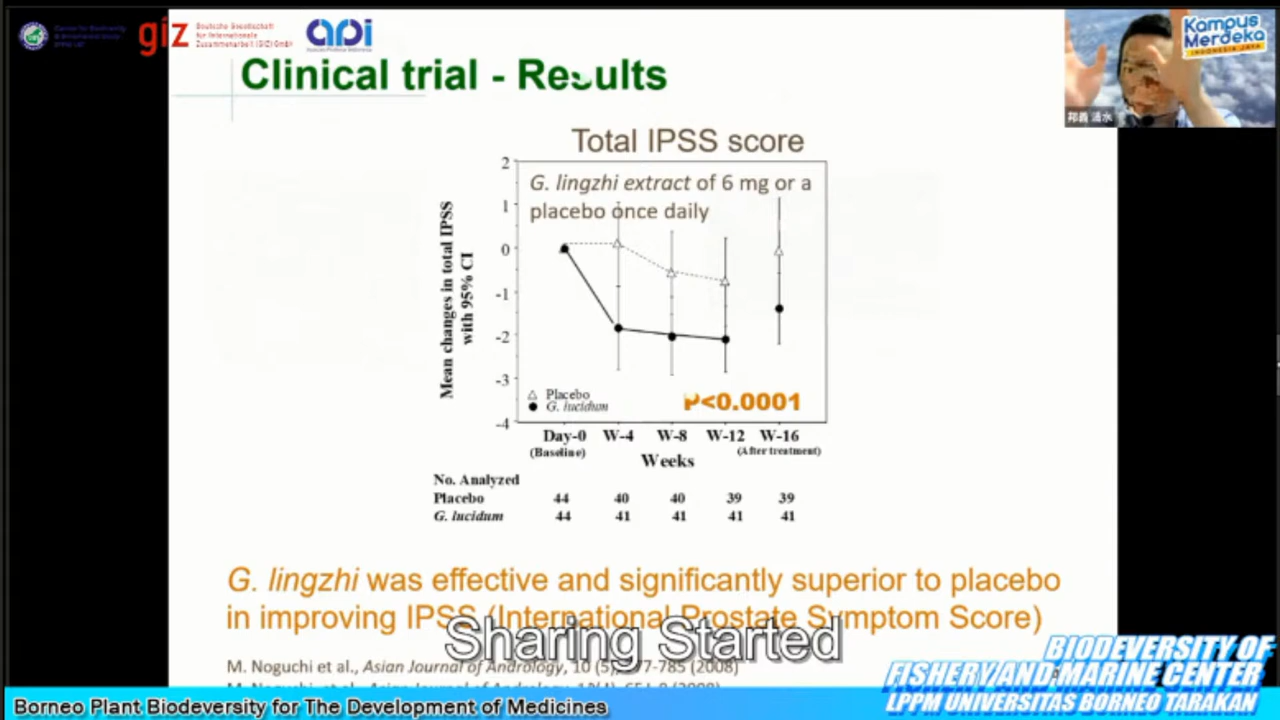 giz
Deutsche Gesellschaft
für Internationale
Zusammenarbeit (GIZ) GmbH
Kampus
Merdeka
INDONESIA JAYA
Clinical trial - Results
邦義 清水
Total IPSS score
G. lingzhi extract of 6 mg or a
placebo once daily
Mean changes in total IPSS
with 95% CI
2
1
0
-1
-2
-3
-4
Placebo
G. lucidum
P<0.0001
Day-0 W-4 W-8 W-12 W-16
(Baseline) (After treatment)
Weeks
No. Analyzed
Placebo 44 40 40 39 39
G. lucidum 44 41 41 41 41
G. lingzhi was effective and significantly superior to placebo
in improving IPSS (International Prostate Symptom Score)
Sharing Started
M. Noguchi et al., Asian Journal of Andrology, 10 (2008)
BIODEVERSITY OF
FISHERY AND MARINE CENTER
LPPM UNIVERSITAS BORNEO TARAKAN
Borneo Plant Biodeversity for The Development of Medicines